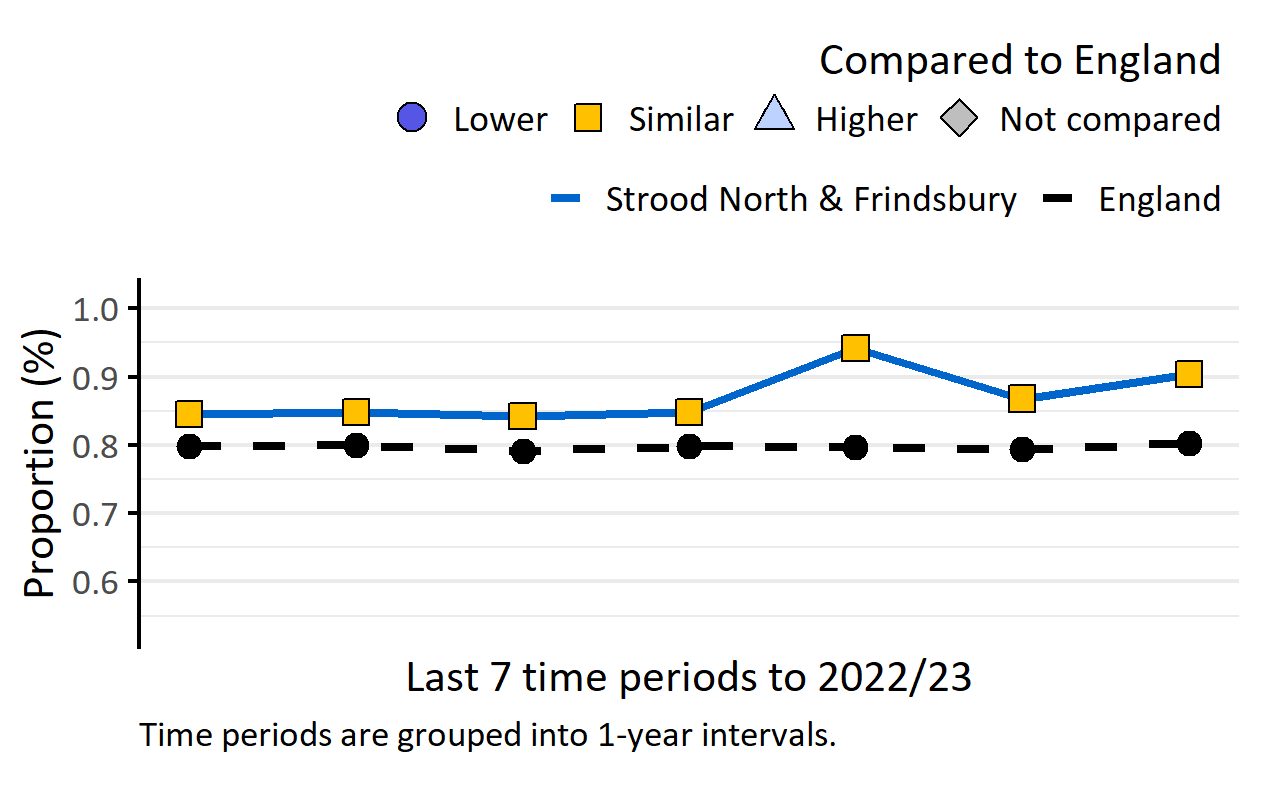 Compared to England
Lower Similar Higher Not compared
Strood North & Frindsbury England
Proportion (%)
1.0
0.9
0.8
0.7
0.6
Last 7 time periods to 2022/23
Time periods are grouped into 1-year intervals.